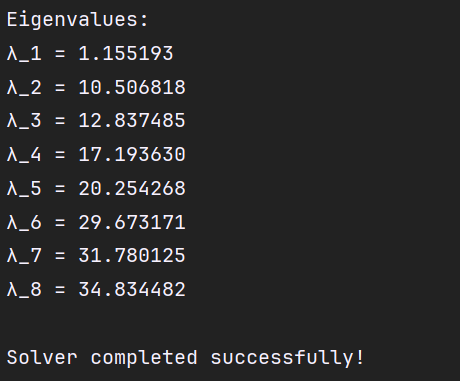 Eigenvalues:
λ_1 = 1.155193
λ_2 = 10.506818
λ_3 = 12.837485
λ_4 = 17.193630
λ_5 = 20.254268
λ_6 = 29.673171
λ_7 = 31.780125
λ_8 = 34.834482
Solver completed successfully!